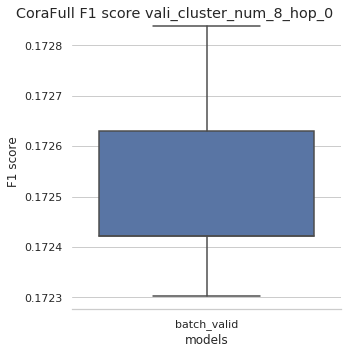 CoraFull F1 score vali_cluster_num_8_hop_0
0.1728
0.1727
0.1726
0.1725
0.1724
0.1723
F1 score
batch_valid
models